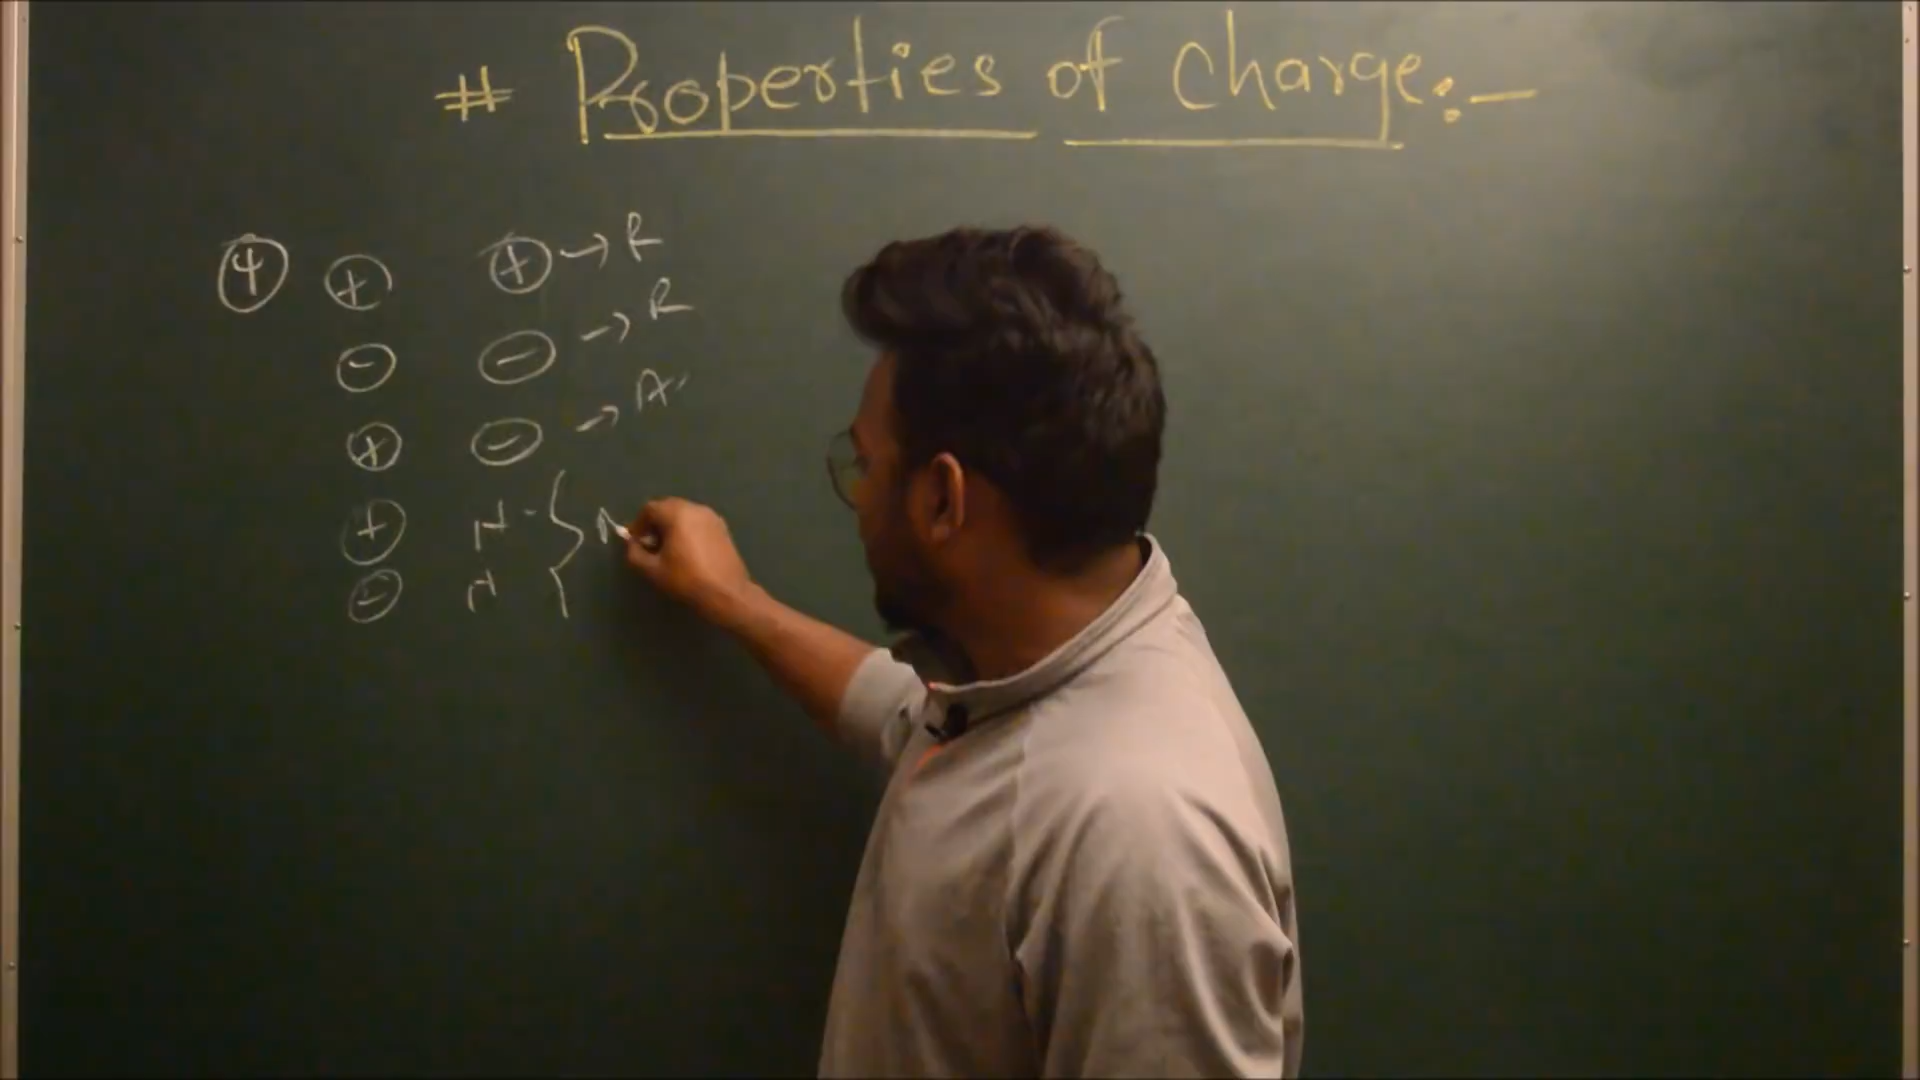 # Properties of charge:-
④ ⊕ ⊕ → R
⊖ ⊖ → R
⊕ ⊖ → A.
⊕ N
⊖ N